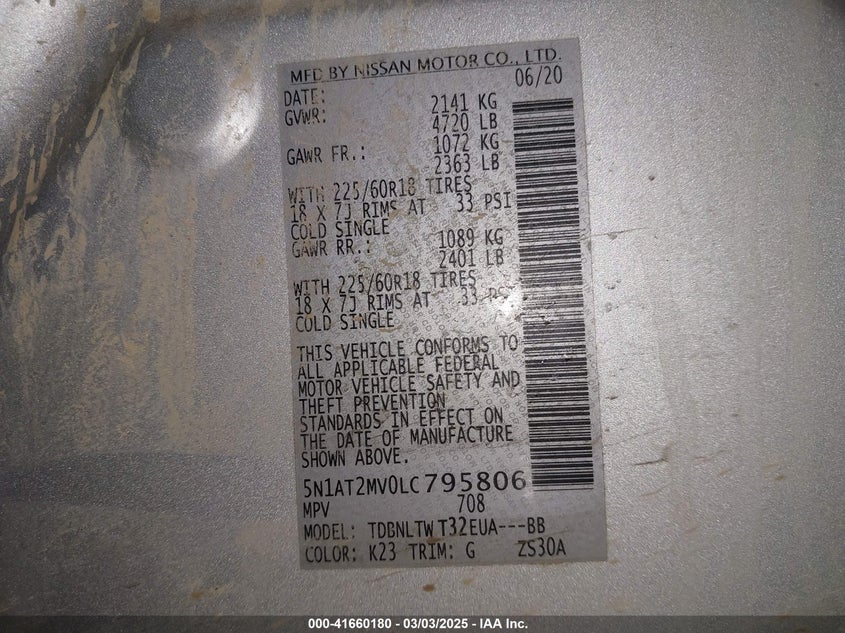 MFD BY NISSAN MOTOR CO., LTD.
DATE: 06/20
GVWR: 2141 KG
4720 LB
GAWR FR.: 1072 KG
2363 LB
WITH 225/60R18 TIRES
18 X 7J RIMS AT 33 PSI
COLD SINGLE
GAWR RR.: 1089 KG
2401 LB
WITH 225/60R18 TIRES
18 X 7J RIMS AT 33 PSI
COLD SINGLE
THIS VEHICLE CONFORMS TO
ALL APPLICABLE FEDERAL
MOTOR VEHICLE SAFETY AND
THEFT PREVENTION
STANDARDS IN EFFECT ON
THE DATE OF MANUFACTURE
SHOWN ABOVE.
5N1AT2MV0LC795806
MPV 708
MODEL: TDBNLTWT32EUA---BB
COLOR: K23 TRIM: G ZS30A
000-41660180 - 03/03/2025 - IAA Inc.